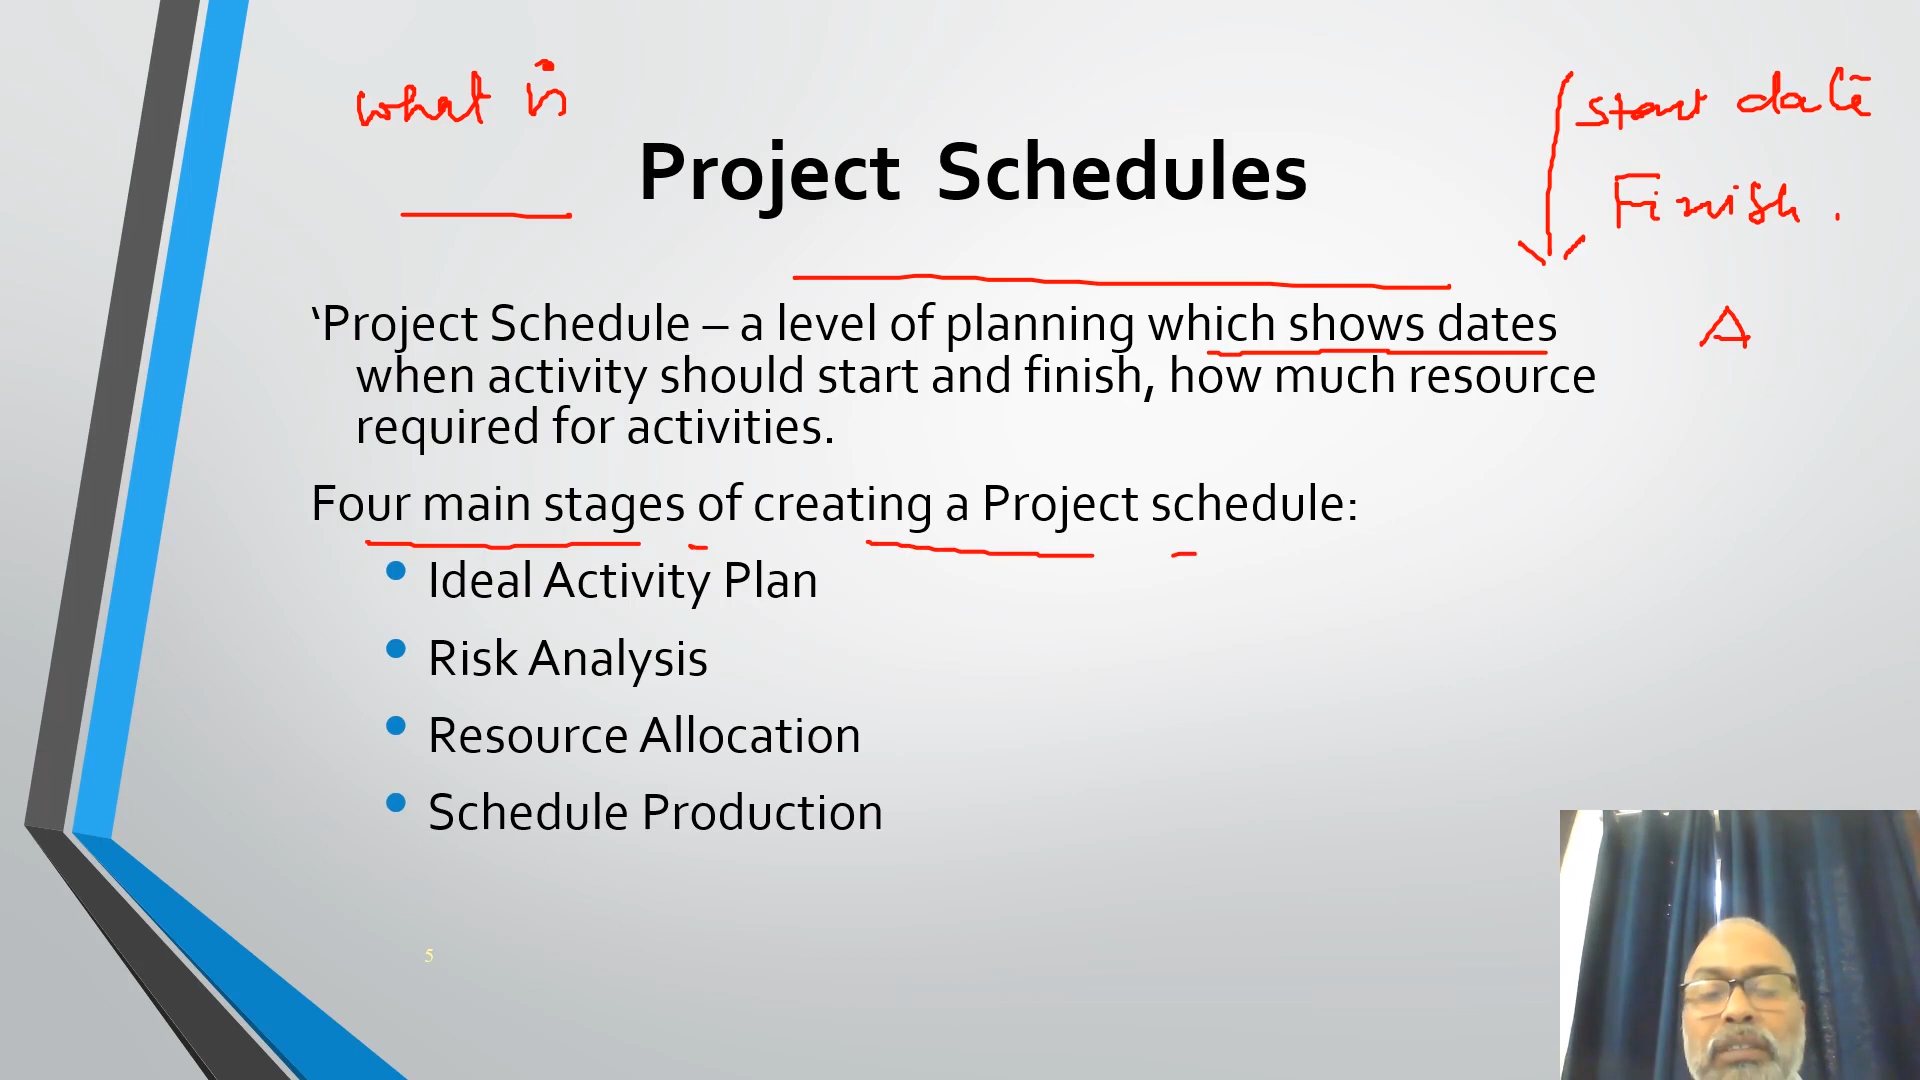 what is
start date
Project Schedules
Finish.
‘Project Schedule – a level of planning which shows dates
A
when activity should start and finish, how much resource
required for activities.
Four main stages of creating a Project schedule:
• Ideal Activity Plan
• Risk Analysis
• Resource Allocation
• Schedule Production
5